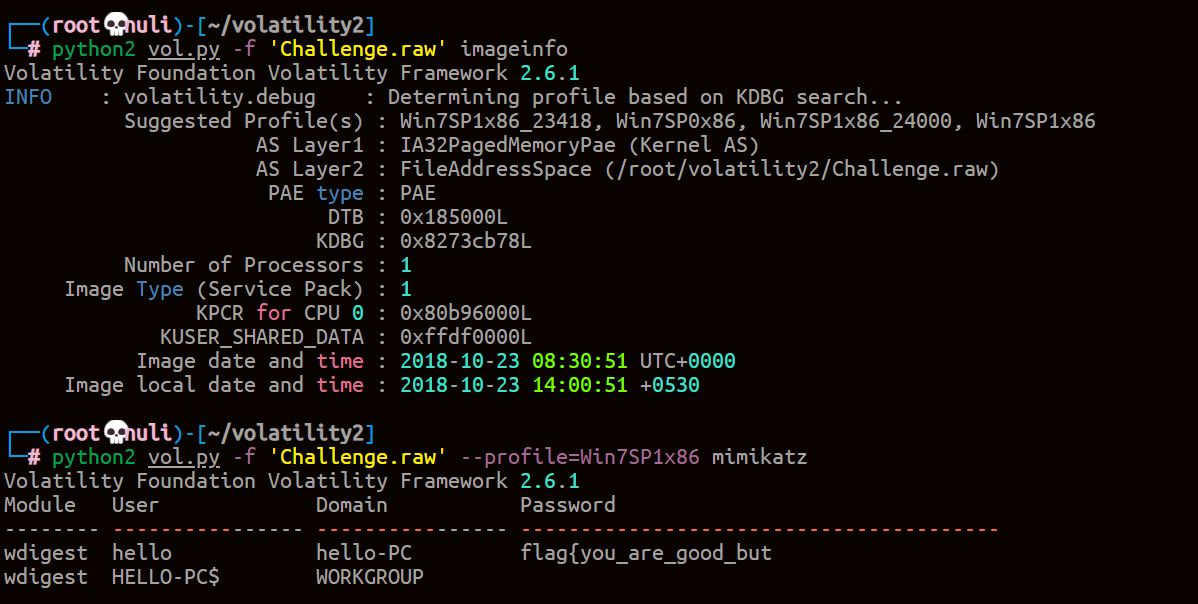 ┌──(root💀nuli)-[~/volatility2]
└─# python2 vol.py -f 'Challenge.raw' imageinfo
Volatility Foundation Volatility Framework 2.6.1
INFO    : volatility.debug    : Determining profile based on KDBG search...
Suggested Profile(s) : Win7SP1x86_23418, Win7SP0x86, Win7SP1x86_24000, Win7SP1x86
AS Layer1 : IA32PagedMemoryPae (Kernel AS)
AS Layer2 : FileAddressSpace (/root/volatility2/Challenge.raw)
PAE type : PAE
DTB : 0x185000L
KDBG : 0x8273cb78L
Number of Processors : 1
Image Type (Service Pack) : 1
KPCR for CPU 0 : 0x80b96000L
KUSER_SHARED_DATA : 0xffdf0000L
Image date and time : 2018-10-23 08:30:51 UTC+0000
Image local date and time : 2018-10-23 14:00:51 +0530
┌──(root💀nuli)-[~/volatility2]
└─# python2 vol.py -f 'Challenge.raw' --profile=Win7SP1x86 mimikatz
Volatility Foundation Volatility Framework 2.6.1
Module   User             Domain           Password
-------- ---------------- ---------------- ----------------------------------------
wdigest  hello            hello-PC         flag{you_are_good_but
wdigest  HELLO-PC$        WORKGROUP